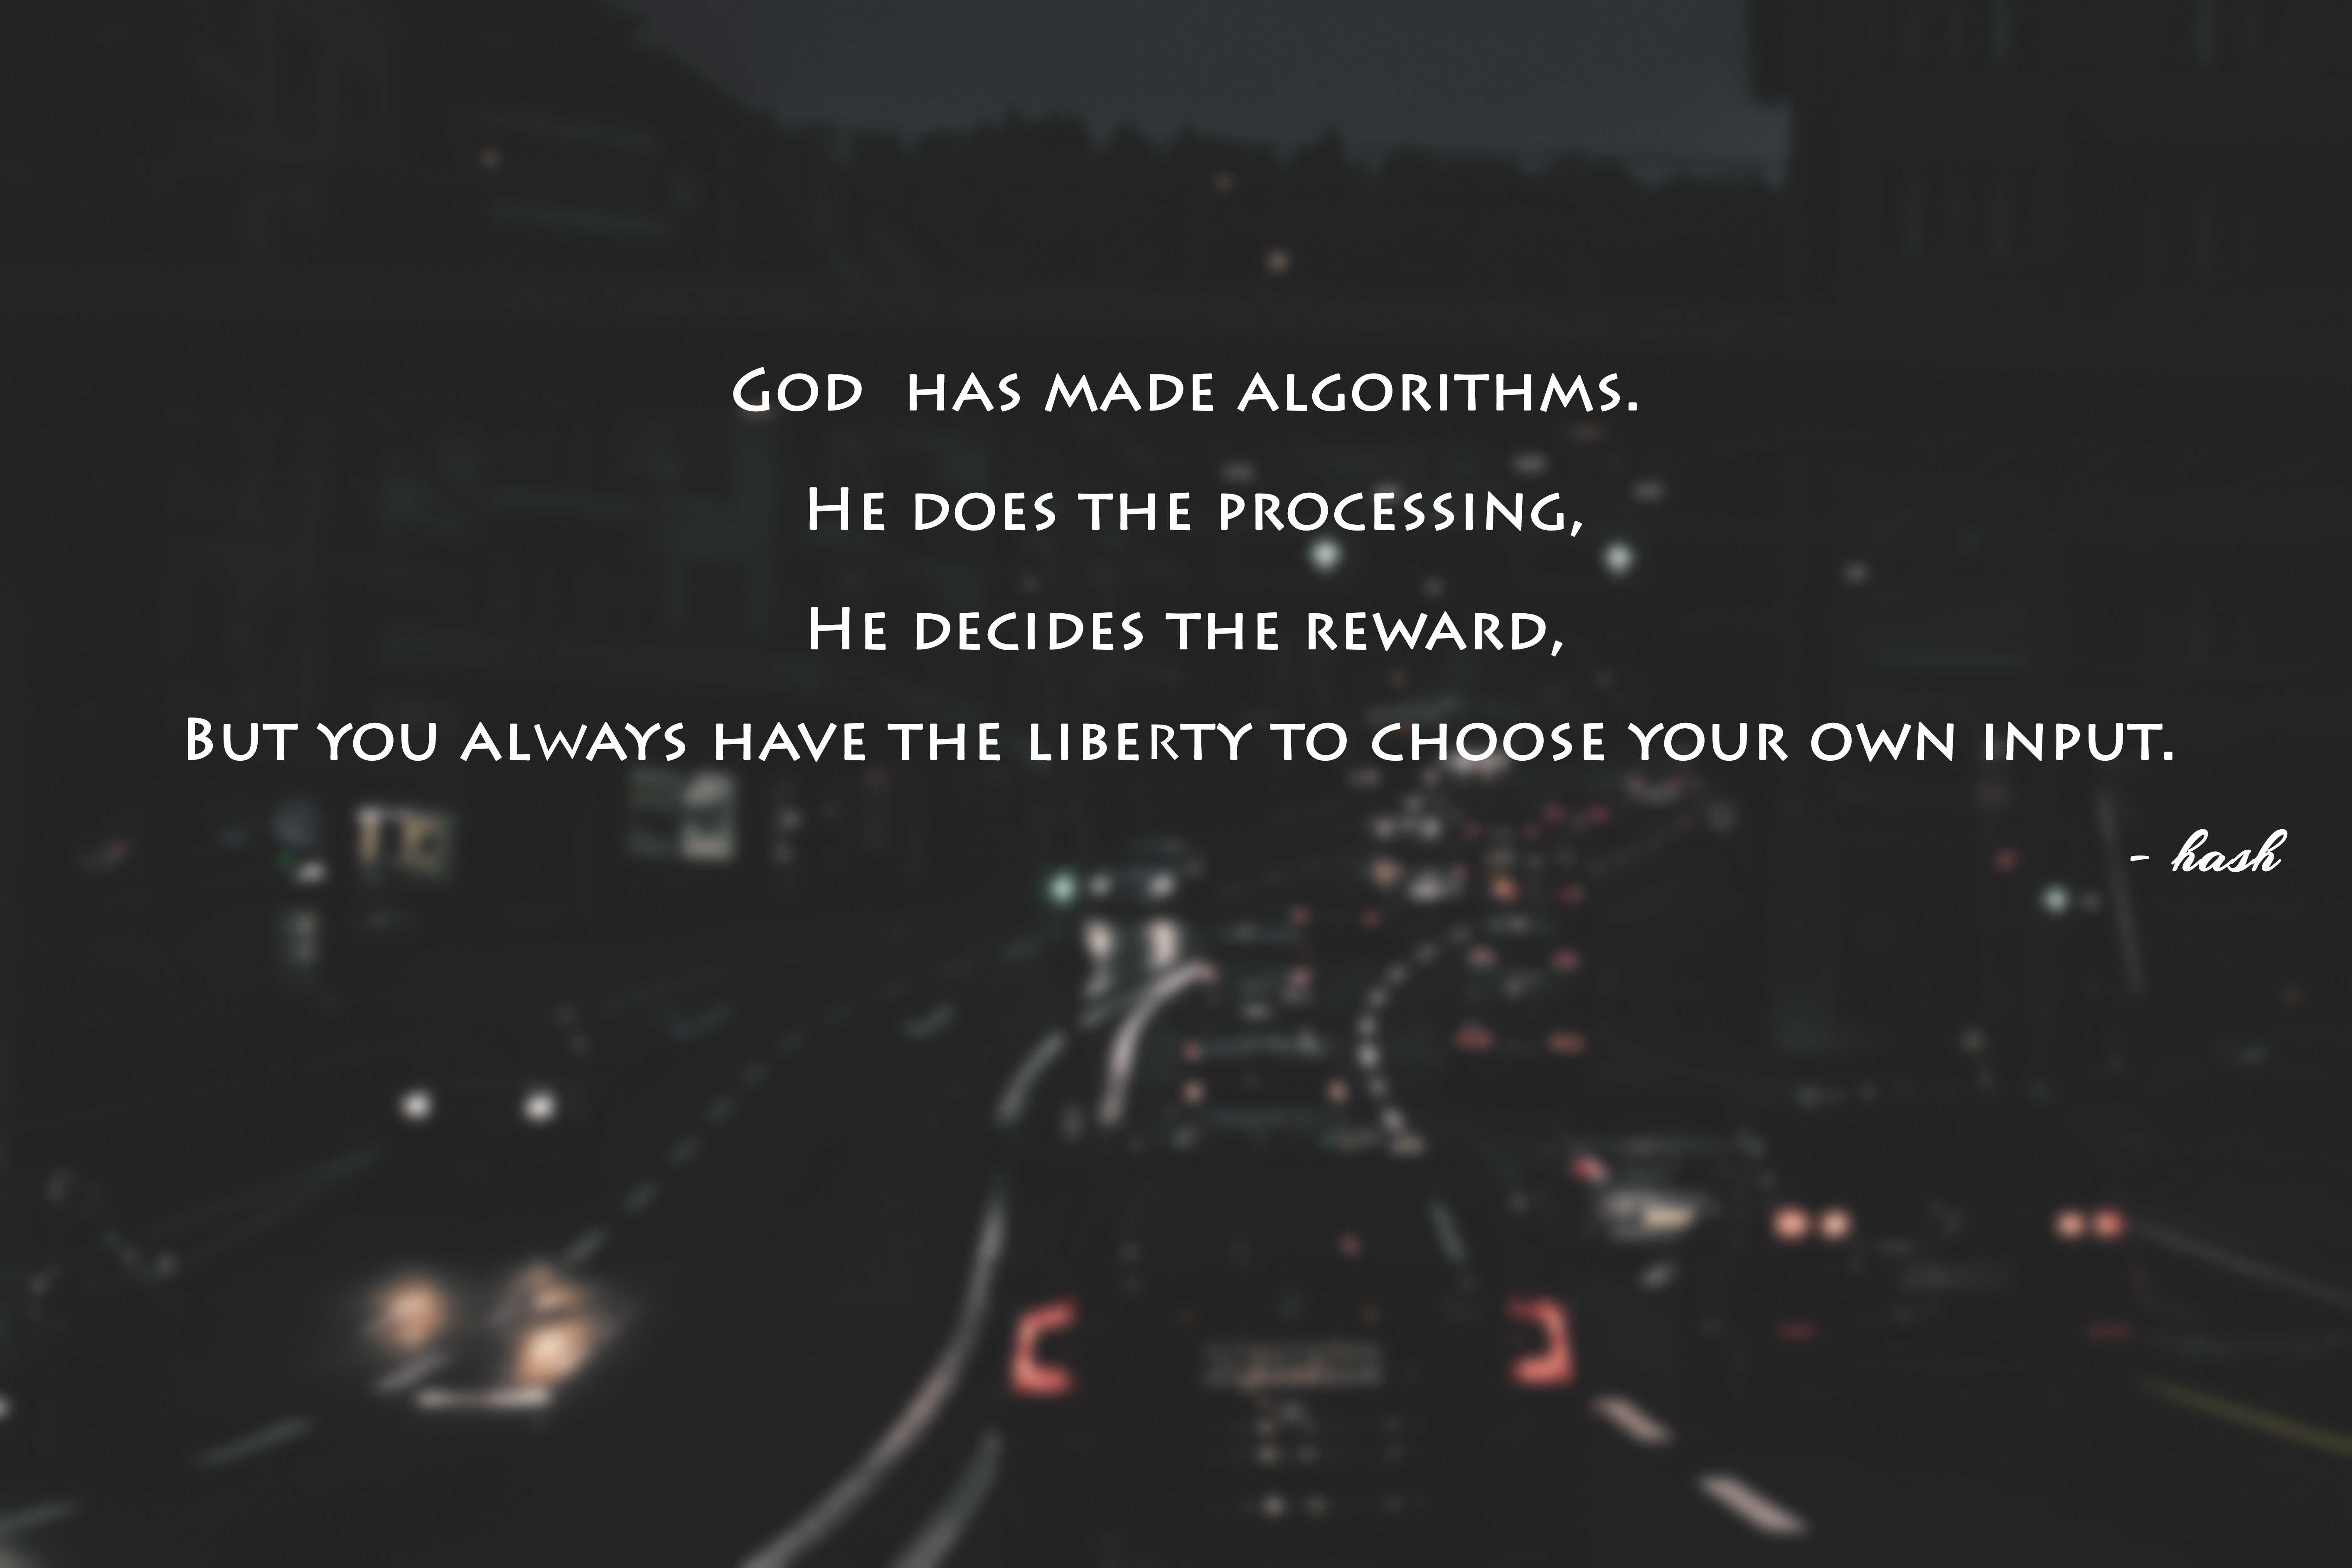 God has made algorithms.
He does the processing,
He decides the reward,
But you always have the liberty to choose your own input.
- hash